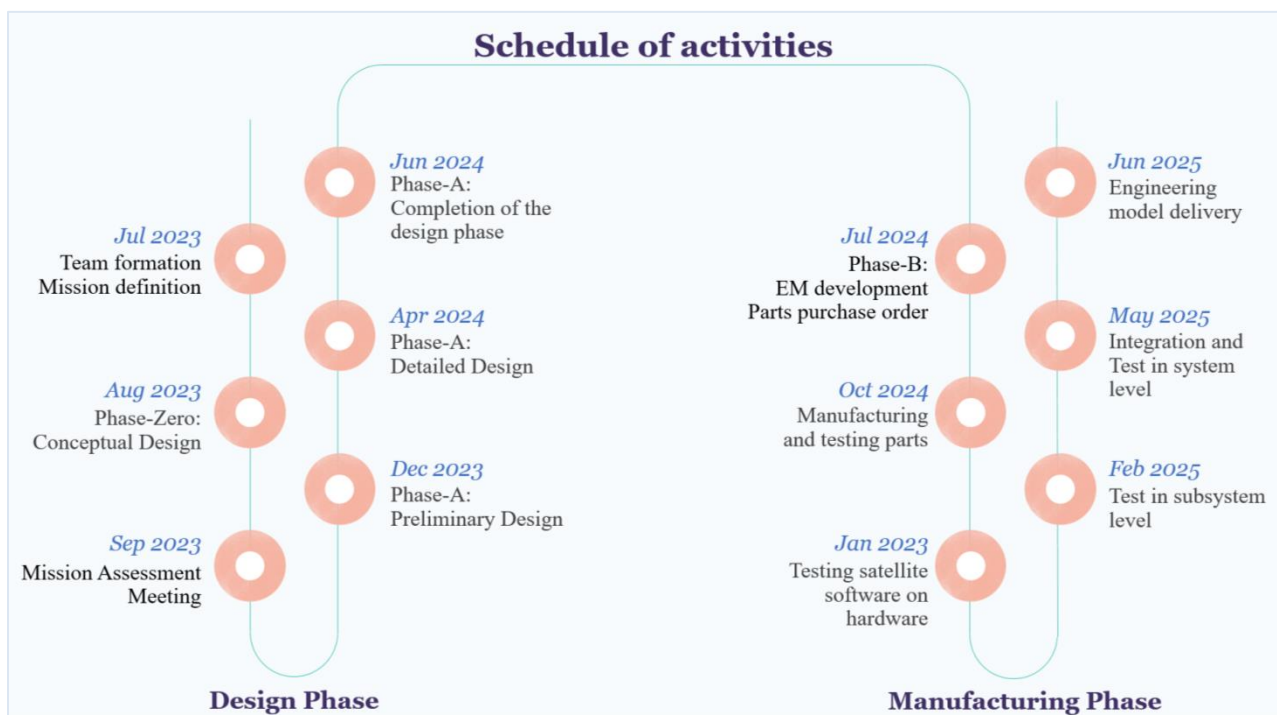 Schedule of activities
Jul 2023
Team formation
Mission definition
Aug 2023
Phase-Zero:
Conceptual Design
Sep 2023
Mission Assessment
Meeting
Dec 2023
Phase-A:
Preliminary Design
Apr 2024
Phase-A:
Detailed Design
Jun 2024
Phase-A:
Completion of the
design phase
Design Phase
Jul 2024
Phase-B:
EM development
Parts purchase order
Oct 2024
Manufacturing
and testing parts
Jan 2023
Testing satellite
software on
hardware
Feb 2025
Test in subsystem
level
May 2025
Integration and
Test in system
level
Jun 2025
Engineering
model delivery
Manufacturing Phase